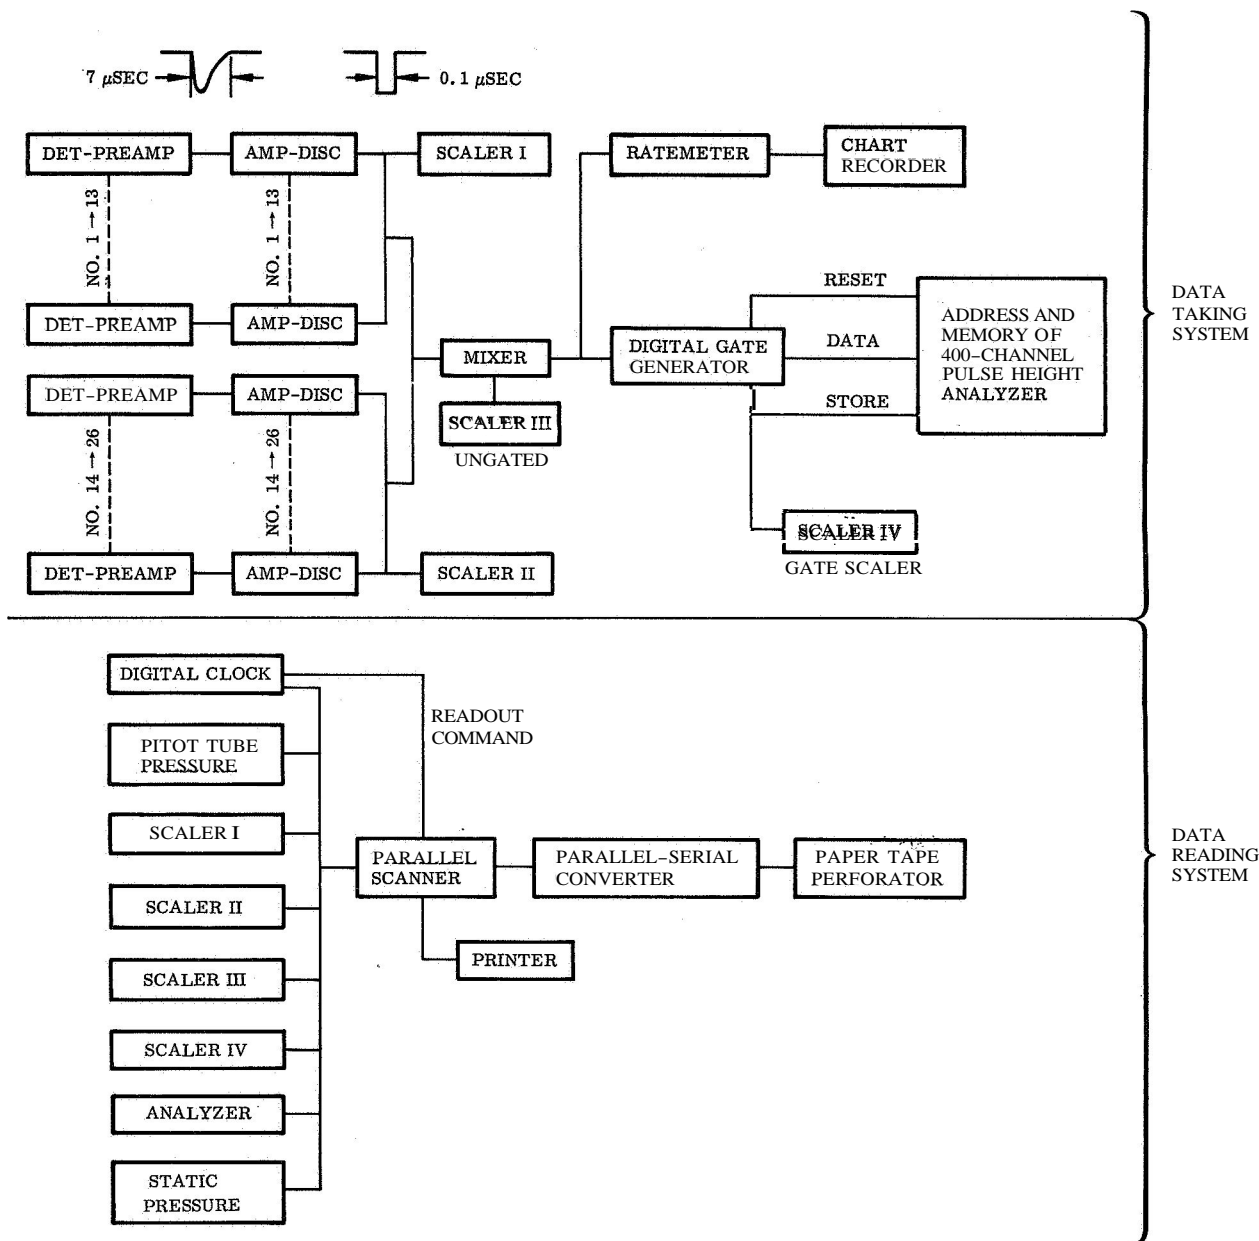 7 μSEC
0.1 μSEC
DET-PREAMP
AMP-DISC
SCALER I
RATEMETER
CHART
RECORDER
NO. 1 → 13
NO. 1 → 13
DET-PREAMP
AMP-DISC
MIXER
SCALER III
UNGATED
DIGITAL GATE
GENERATOR
RESET
DATA
STORE
ADDRESS AND
MEMORY OF
400-CHANNEL
PULSE HEIGHT
ANALYZER
DATA
TAKING
SYSTEM
DET-PREAMP
AMP-DISC
NO. 14 → 26
NO. 14 → 26
DET-PREAMP
AMP-DISC
SCALER II
SCALER IV
GATE SCALER
DIGITAL CLOCK
READOUT
COMMAND
PITOT TUBE
PRESSURE
SCALER I
SCALER II
SCALER III
SCALER IV
ANALYZER
STATIC
PRESSURE
PARALLEL
SCANNER
PARALLEL-SERIAL
CONVERTER
PAPER TAPE
PERFORATOR
PRINTER
DATA
READING
SYSTEM